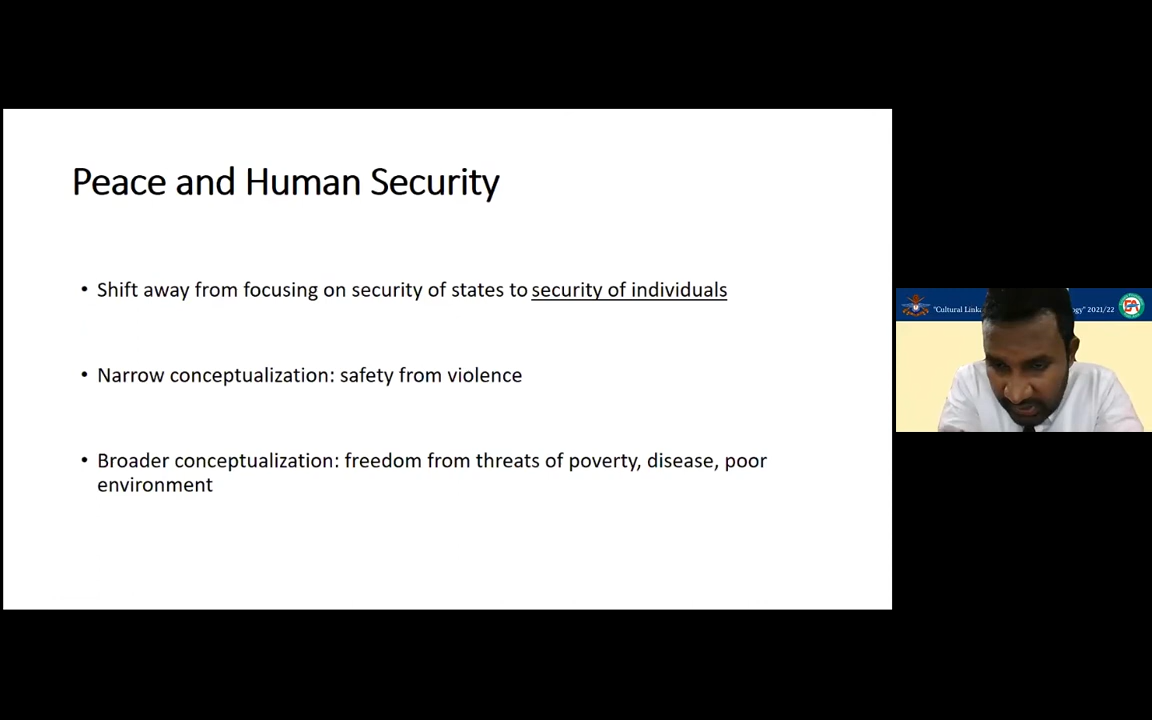 Peace and Human Security
• Shift away from focusing on security of states to security of individuals
• Narrow conceptualization: safety from violence
• Broader conceptualization: freedom from threats of poverty, disease, poor
environment
"Cultural 2021/22